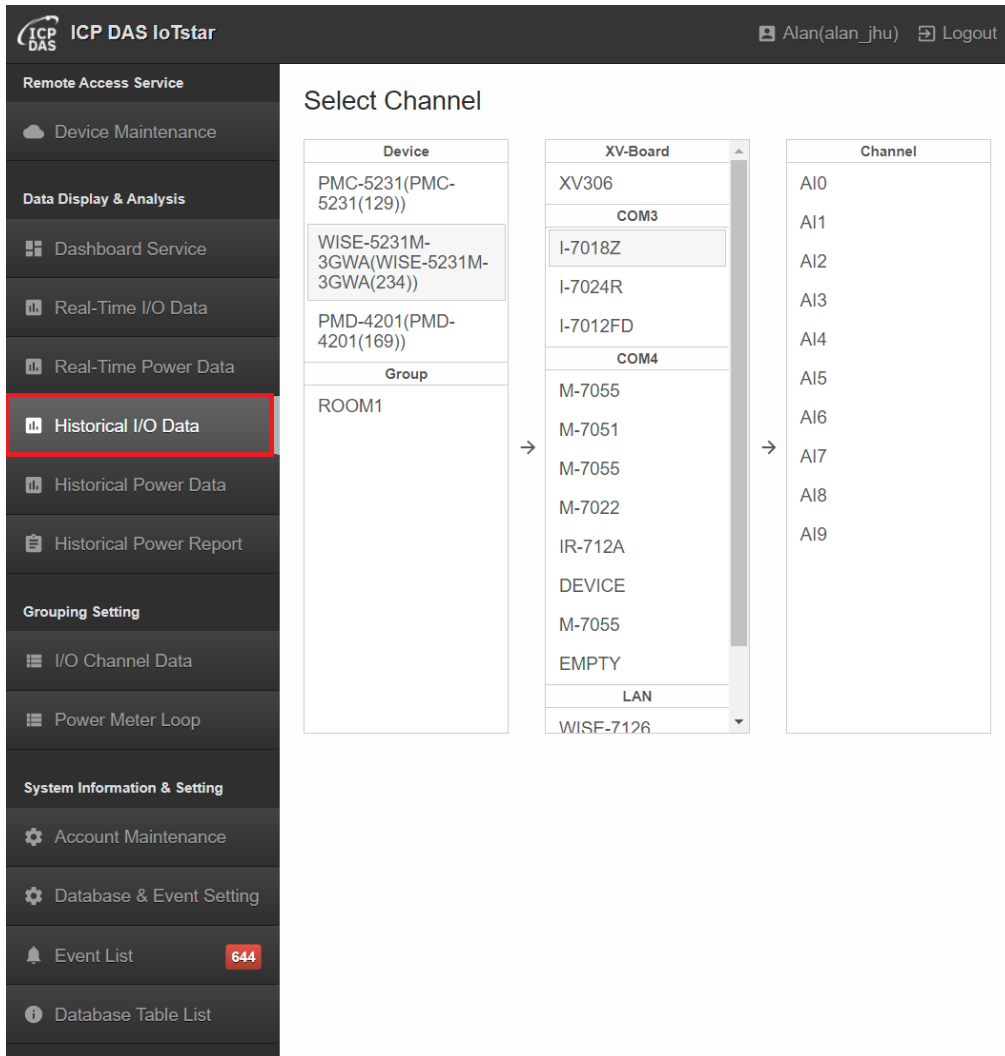 ICP DAS
ICP DAS IoTstar
Alan(alan_jhu)
Logout
Remote Access Service
Device Maintenance
Data Display & Analysis
Dashboard Service
Real-Time I/O Data
Real-Time Power Data
Historical I/O Data
Historical Power Data
Historical Power Report
Grouping Setting
I/O Channel Data
Power Meter Loop
System Information & Setting
Account Maintenance
Database & Event Setting
Event List
644
Database Table List
Select Channel
Device
PMC-5231(PMC-
5231(129))
WISE-5231M-
3GWA(WISE-5231M-
3GWA(234))
PMD-4201(PMD-
4201(169))
Group
ROOM1
XV-Board
XV306
COM3
I-7018Z
I-7024R
I-7012FD
COM4
M-7055
M-7051
M-7055
M-7022
IR-712A
DEVICE
M-7055
EMPTY
LAN
WISE-7126
Channel
AI0
AI1
AI2
AI3
AI4
AI5
AI6
AI7
AI8
AI9